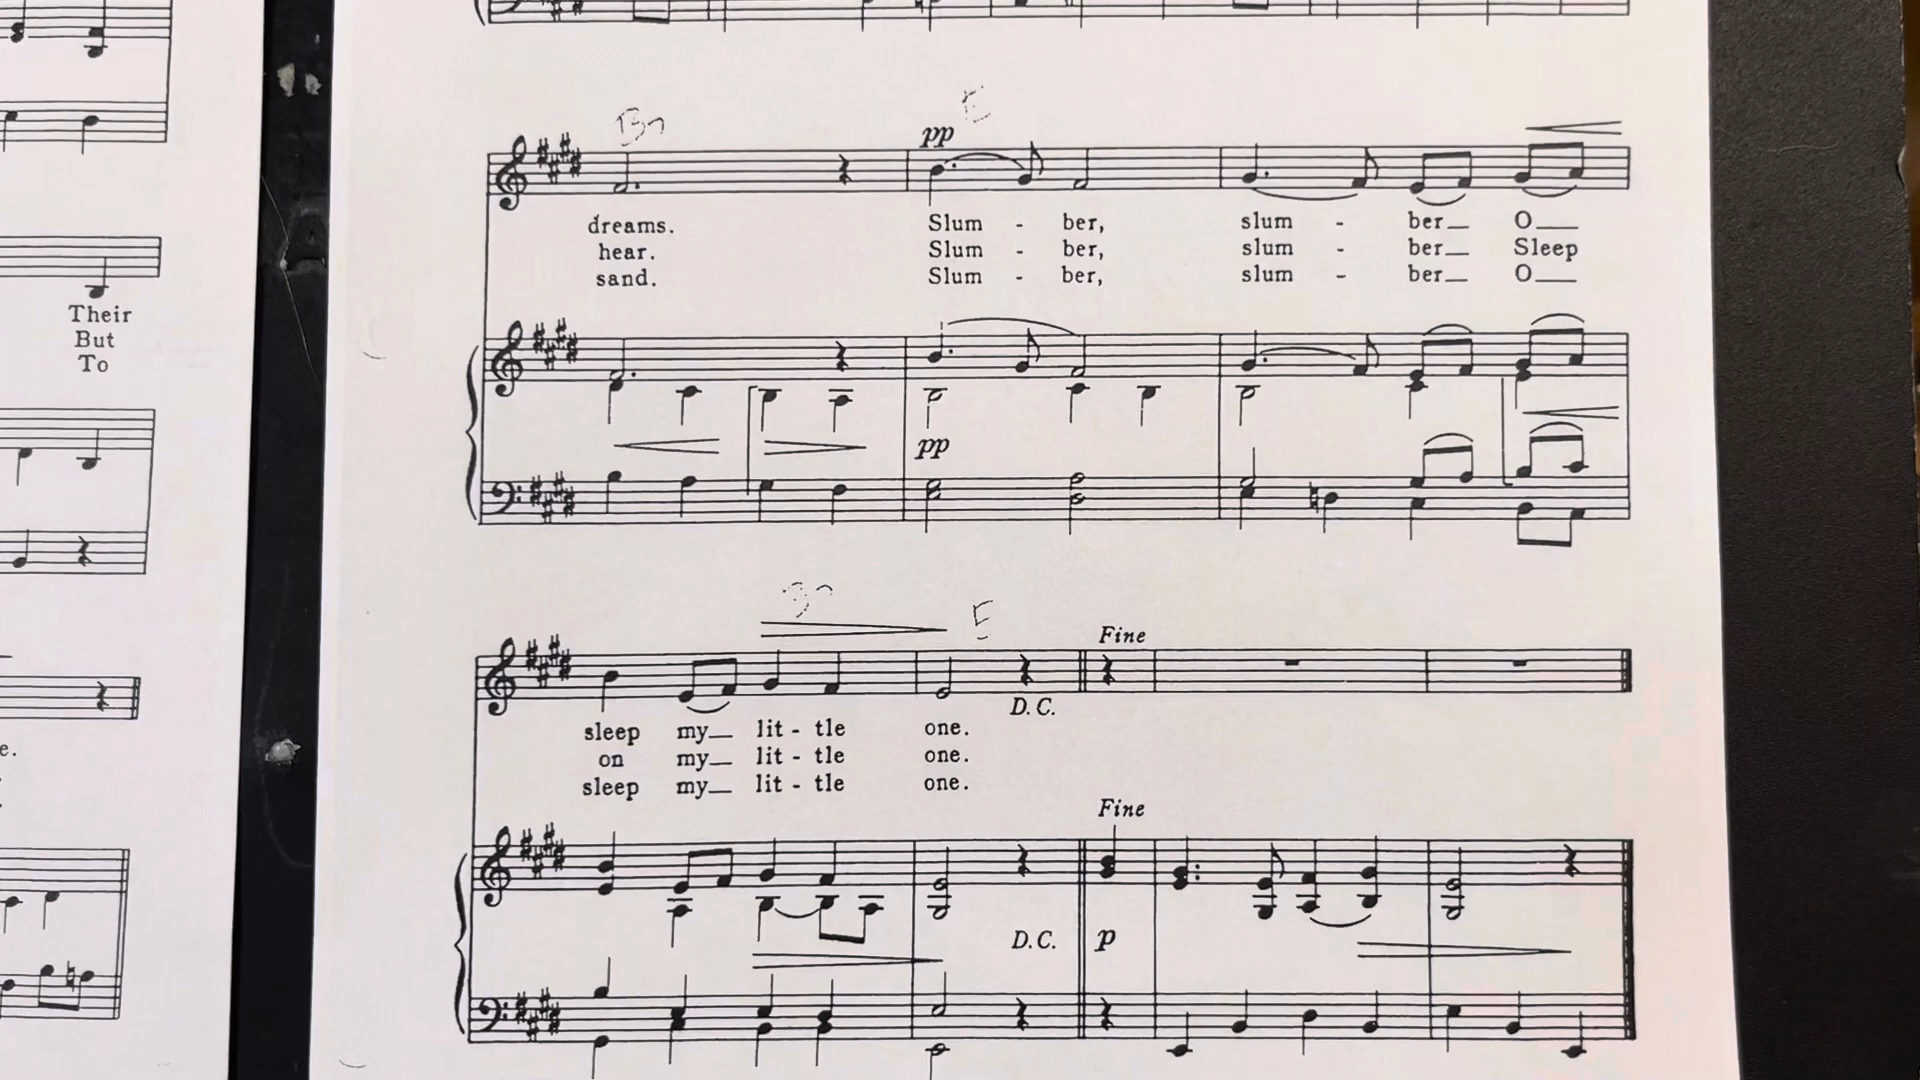 Their
But
To
e.
B7
E
pp
dreams. Slum - ber, slum - ber O
hear. Slum - ber, slum - ber Sleep
sand. Slum - ber, slum - ber O
pp
B7
E
Fine
D.C.
sleep my lit - tle one.
on my lit - tle one.
sleep my lit - tle one.
Fine
D.C.
p